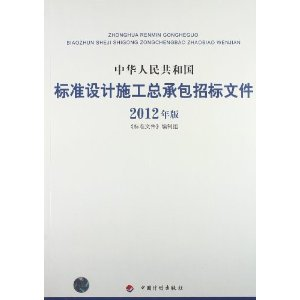 ZHONGHUA RENMIN GONGHEGUO
BIAOZHUN SHEJI SHIGONG ZONGCHENGBAO ZHAOBIAO WENJIAN
中华人民共和国
标准设计施工总承包招标文件
2012年版
《标准文件》编制组
中国计划出版社